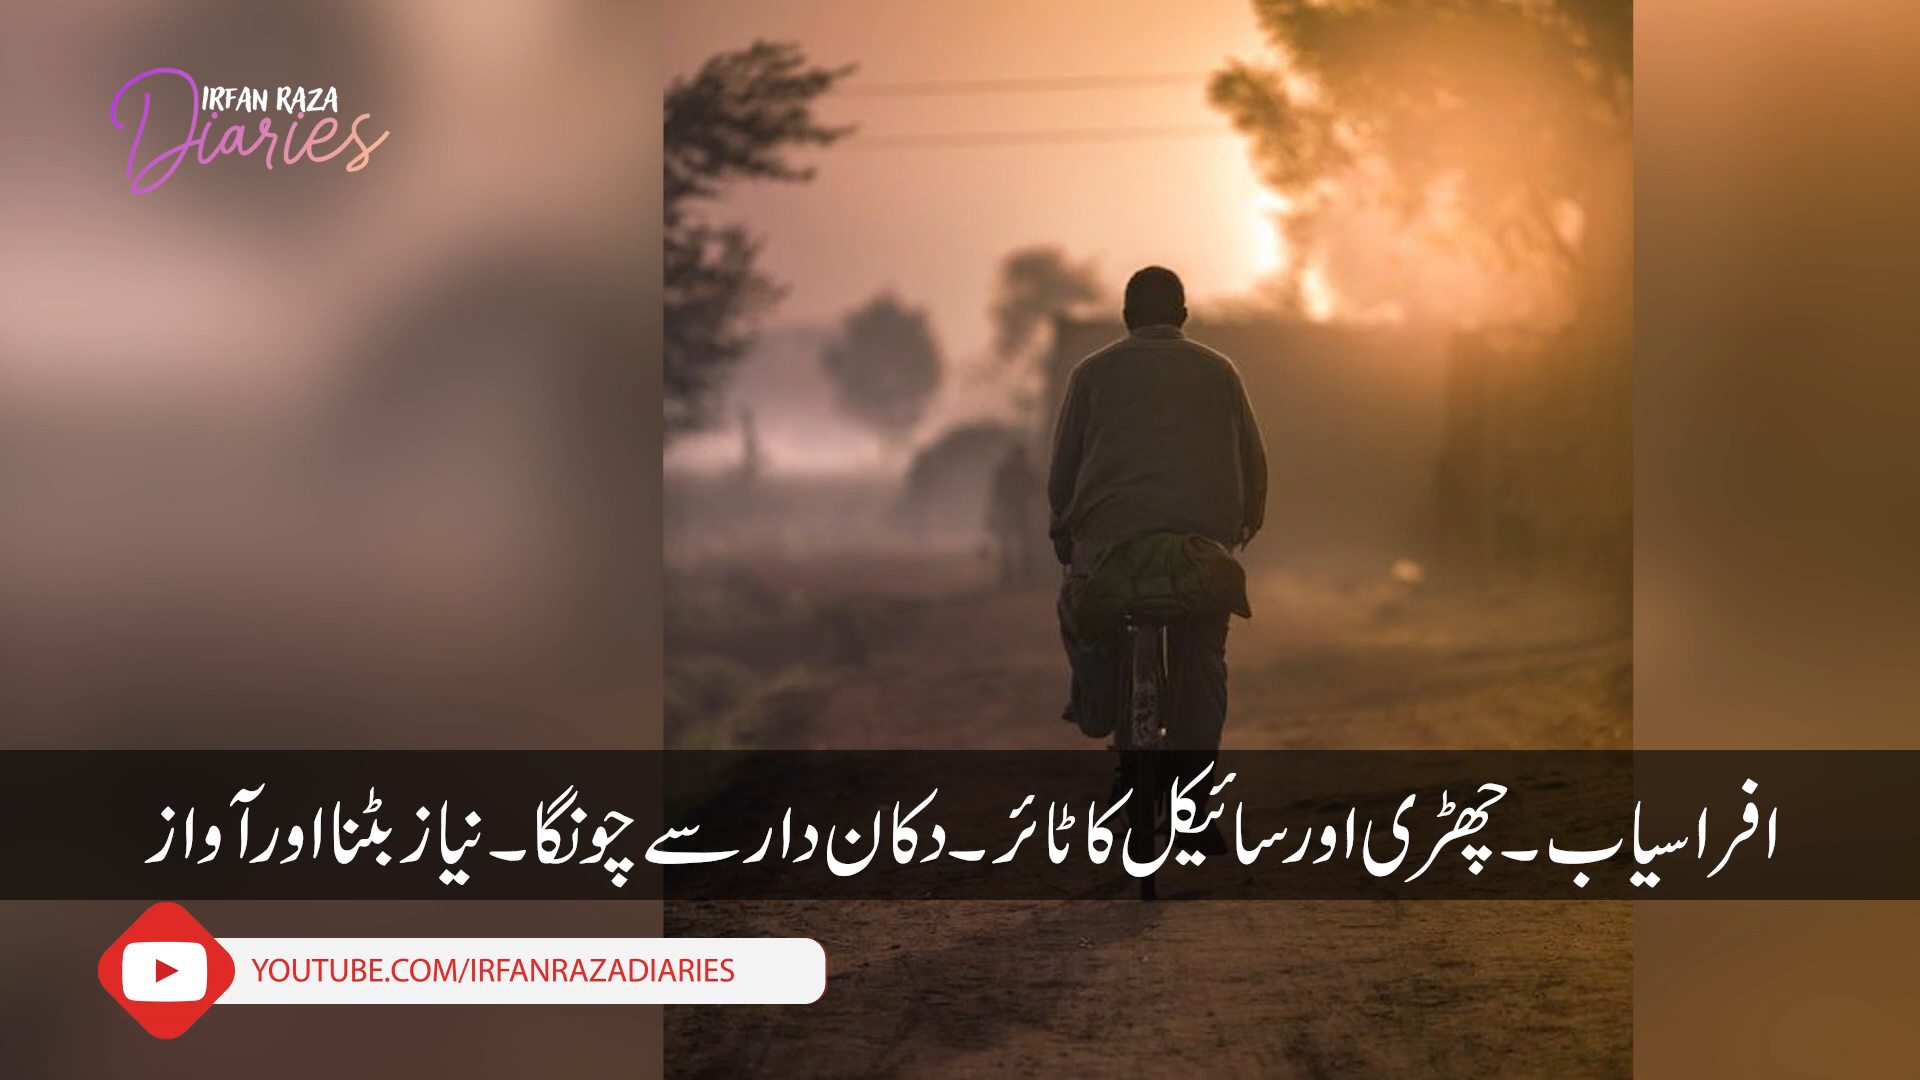 IRFAN RAZA
Diaries
افراسیاب۔ چھڑی اور سائیکل کا ٹائر۔ دکان دار سے چونگا۔ نیاز بٹنا اور آواز
YOUTUBE.COM/IRFANRAZADIARIES